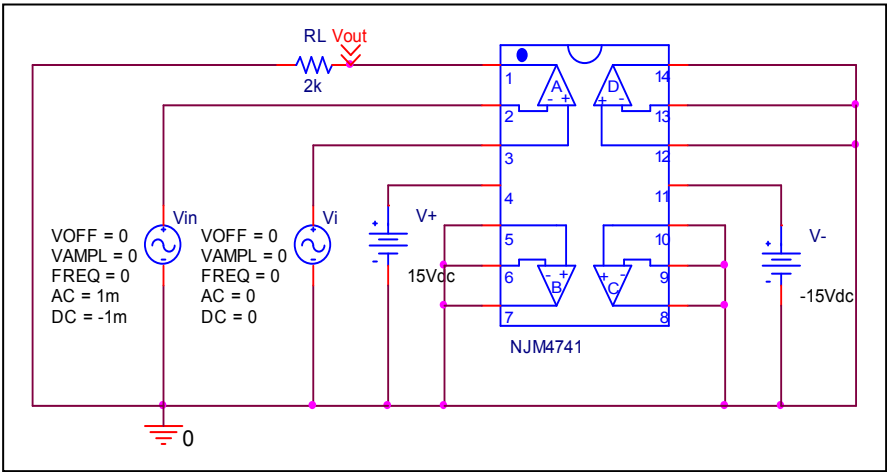 RL Vout
2k
1
2
3
4
5
6
7
14
13
12
11
10
9
8
A
D
B
C
- +
+ -
- +
+ -
NJM4741
Vin
VOFF = 0
VAMPL = 0
FREQ = 0
AC = 1m
DC = -1m
+
-
Vi
VOFF = 0
VAMPL = 0
FREQ = 0
AC = 0
DC = 0
+
-
V+
+
-
15Vdc
V-
+
-
-15Vdc
0